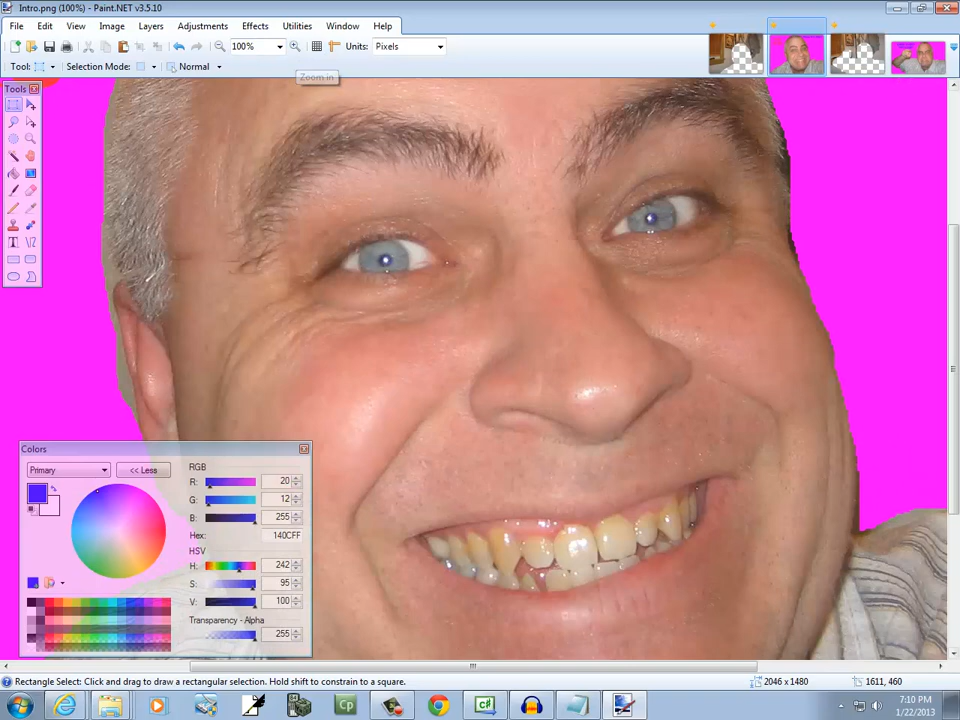 Intro.png (100%) - Paint.NET v3.5.10
File Edit View Image Layers Adjustments Effects Utilities Window Help
100% Units: Pixels
Tool: Selection Mode: Normal
Zoom in
Tools
Colors
Primary << Less
RGB
R: 20
G: 12
B: 255
Hex: 140CFF
HSV
H: 242
S: 95
V: 100
Transparency - Alpha
255
Rectangle Select: Click and drag to draw a rectangular selection. Hold shift to constrain to a square. 2046 x 1480 1611, 460
Cp C#
7:10 PM
1/22/2013